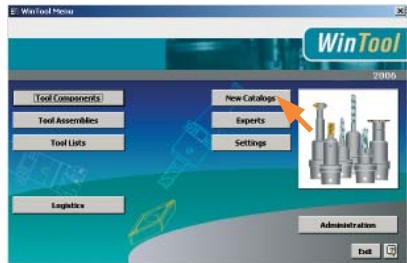 WinTool Menu
WinTool
2006
Tool Components
New Catalogs
Tool Assemblies
Experts
Tool Lists
Settings
Logistics
Administration
Exit